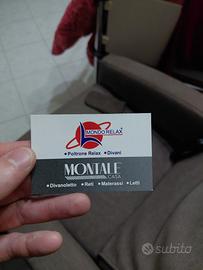 MONDO RELAX
• Poltrone Relax • Divani
MONTALE
CASA
• Divanoletto • Reti • Materassi • Letti
subito